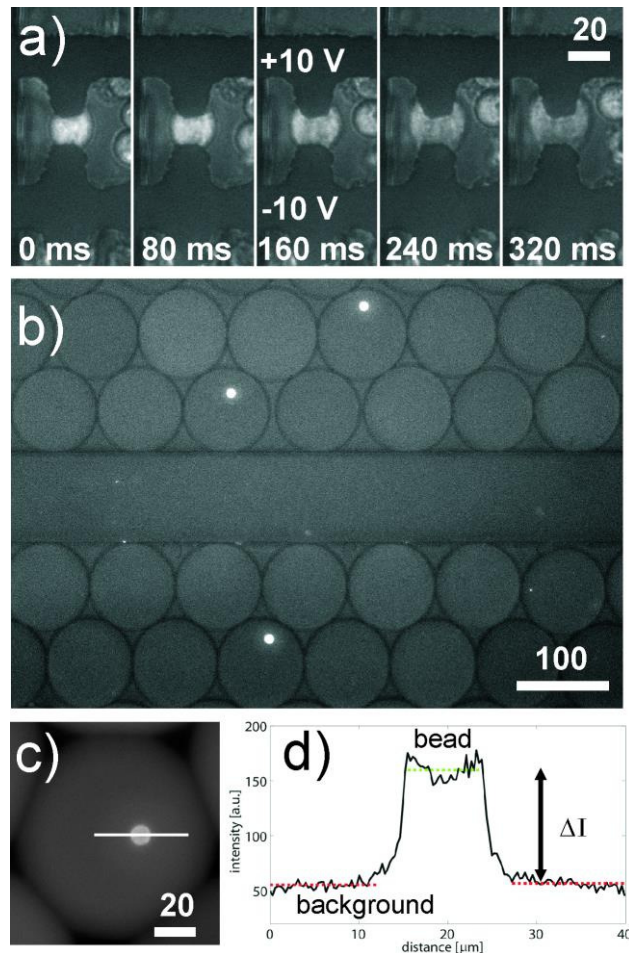 a)
20
+10 V
-10 V
0 ms
80 ms
160 ms
240 ms
320 ms
b)
100
c)
20
d)
200
150
100
50
intensity [a.u.]
bead
ΔI
background
0
10
20
30
40
distance [μm]